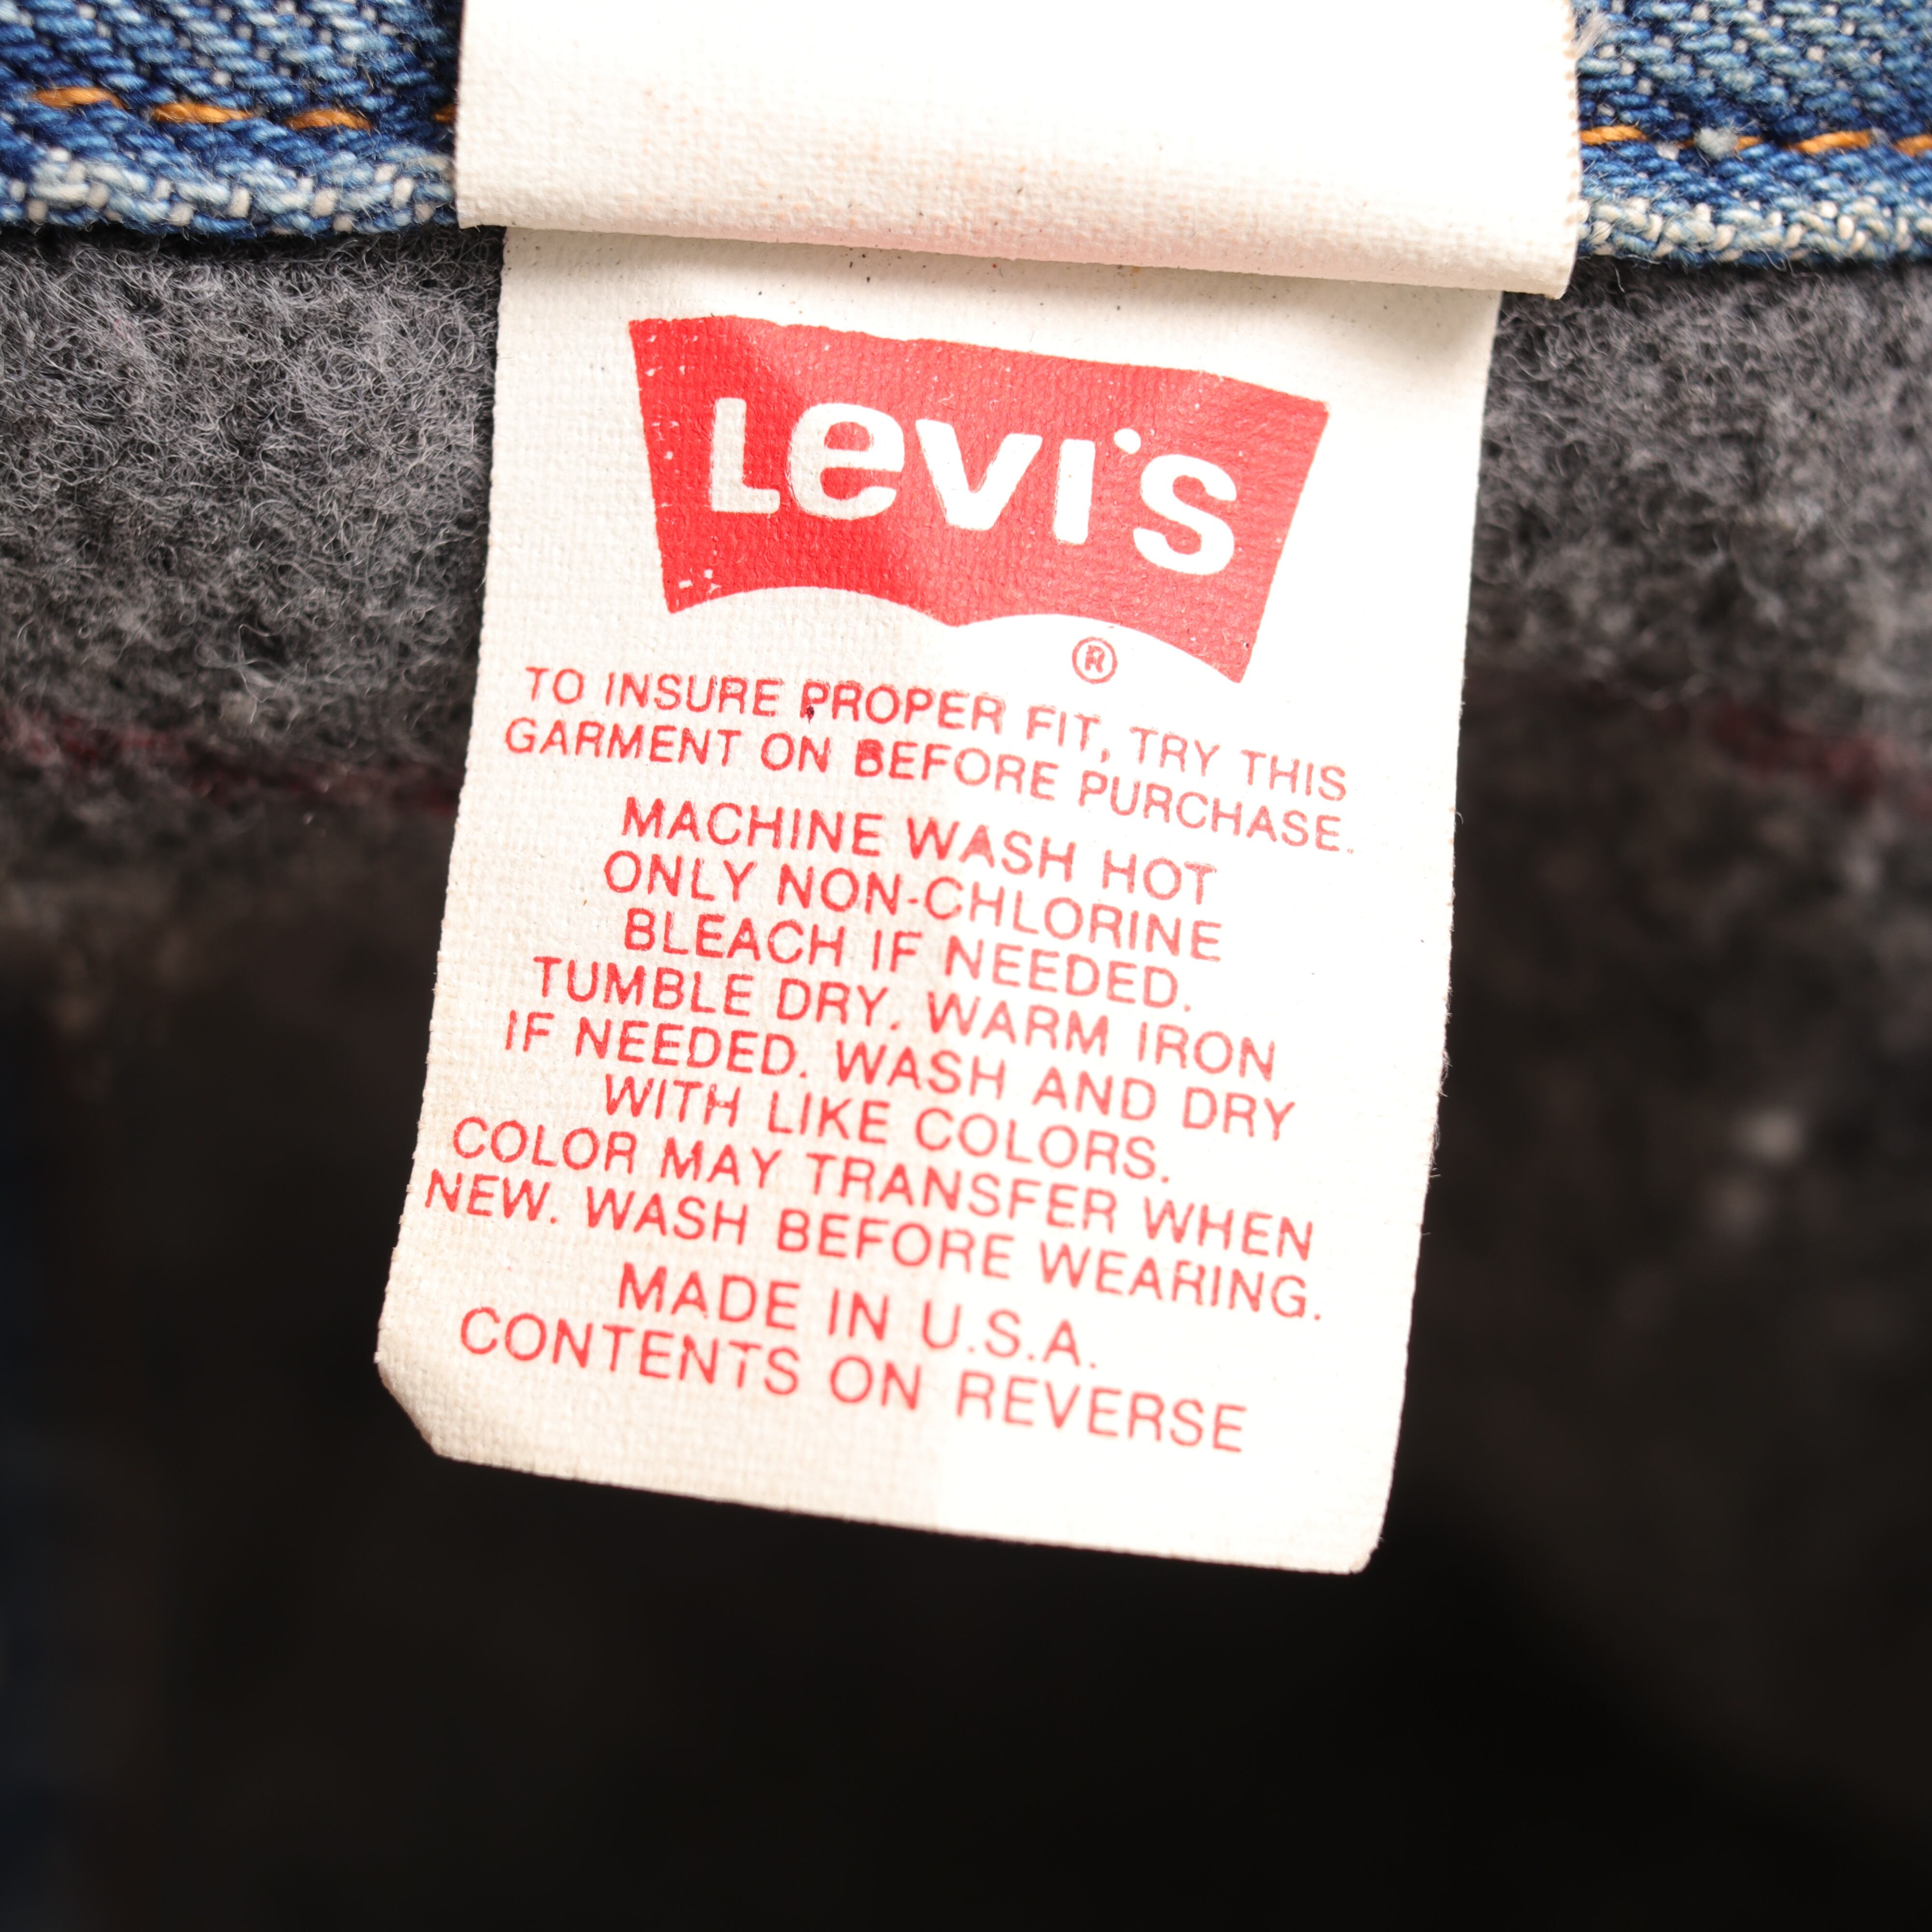 Levi's
®
TO INSURE PROPER FIT, TRY THIS
GARMENT ON BEFORE PURCHASE.
MACHINE WASH HOT
ONLY NON-CHLORINE
BLEACH IF NEEDED.
TUMBLE DRY. WARM IRON
IF NEEDED. WASH AND DRY
WITH LIKE COLORS.
COLOR MAY TRANSFER WHEN
NEW. WASH BEFORE WEARING.
MADE IN U.S.A.
CONTENTS ON REVERSE